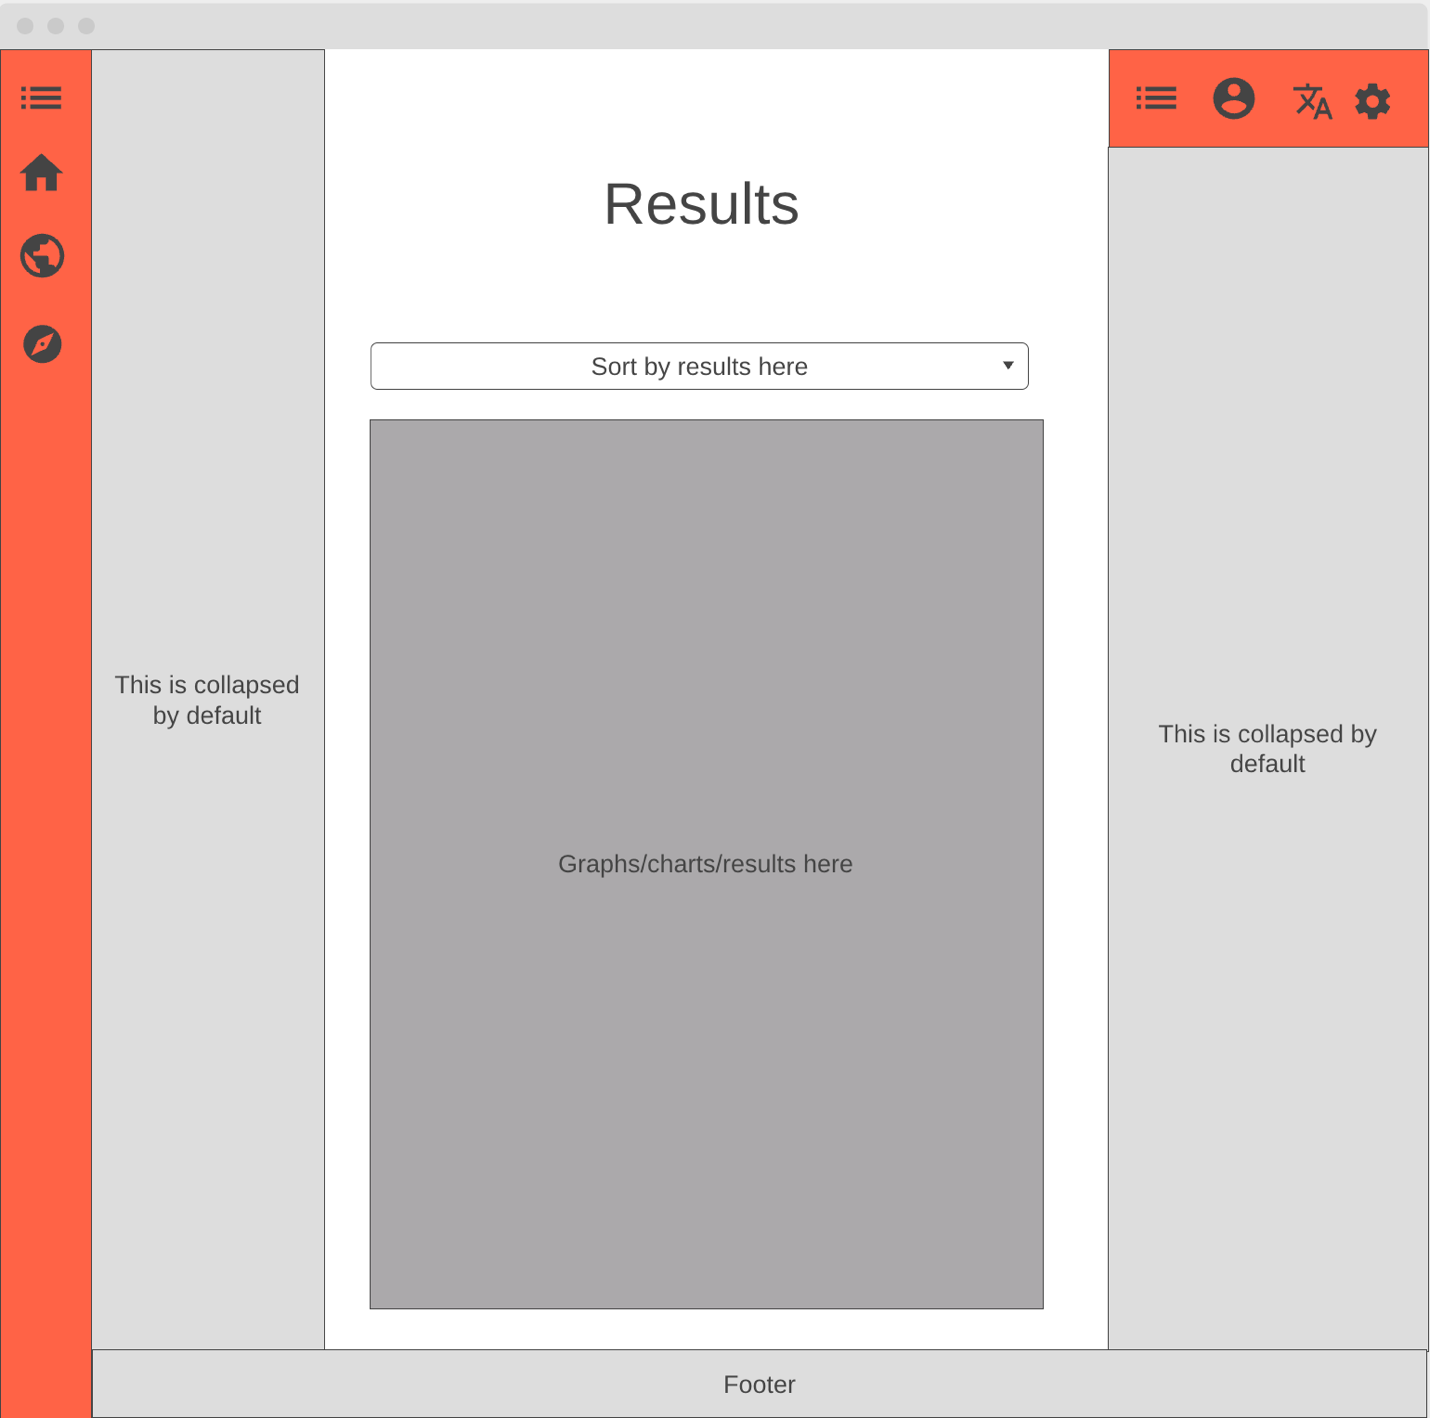 Results
Sort by results here
This is collapsed
by default
This is collapsed by
default
Graphs/charts/results here
Footer